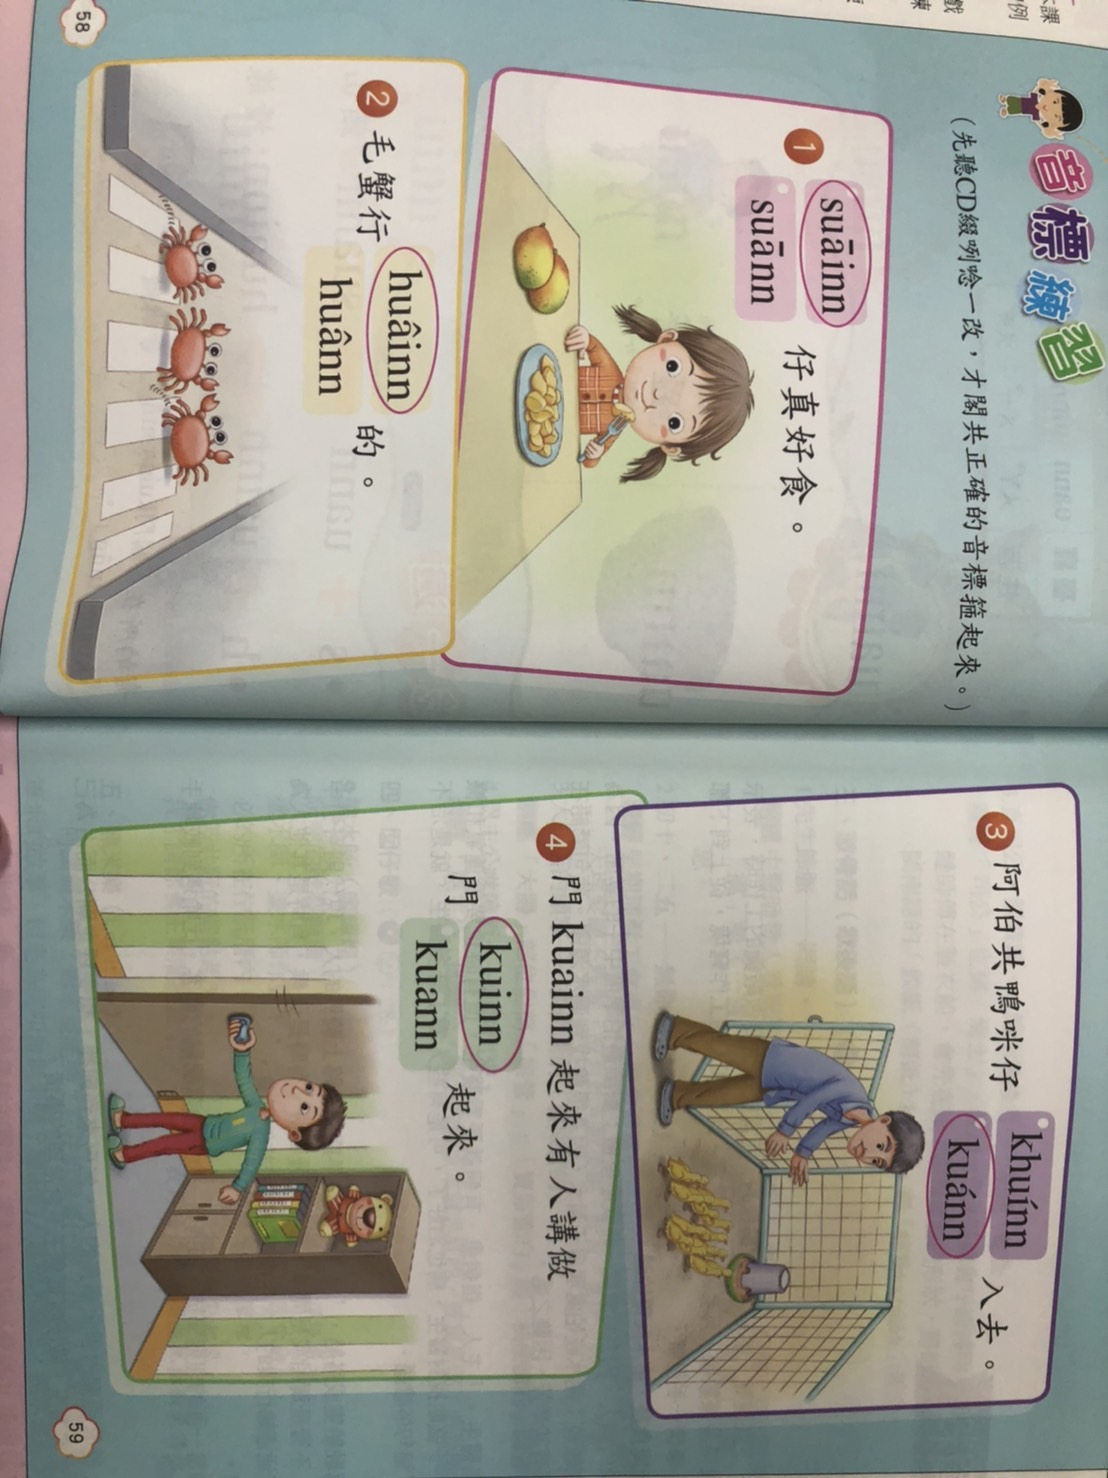 音標練習
（先聽CD綴咧唸一改，才閣共正確的音標箍起來。）
1
suāinn
suānn
仔真好食。
2
毛蟹行
huâinn
huânn
的。
58
3
阿伯共鴨咪仔
khuínn
kuánn
入去。
4
門 kuainn 起來有人講做
門
kuinn
kuann
起來。
59